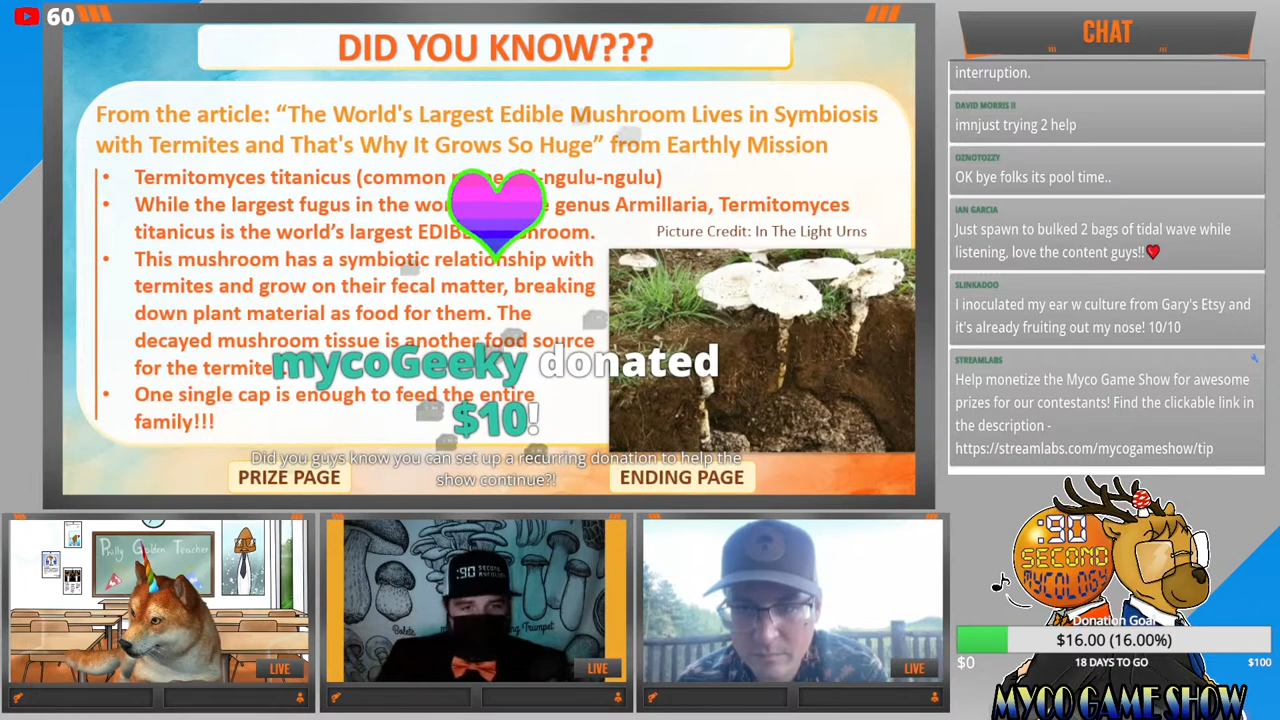 60
DID YOU KNOW???
From the article: “The World's Largest Edible Mushroom Lives in Symbiosis
with Termites and That's Why It Grows So Huge” from Earthly Mission
• Termitomyces titanicus (common -ngulu-ngulu)
• While the largest fugus in the genus Armillaria, Termitomyces
titanicus is the world’s largest
Picture Credit: In The Light Urns
• This mushroom has a symbiotic relationship with
termites and grow on their fecal matter, breaking
down plant material as food for them. The
decayed mushroom tissue is another food source
for the termite
• One single cap is enough to feed the entire
family!!!
mycoGeeky donated
$10!
Did you guys know you can set up a recurring donation to help the
show continue?!
PRIZE PAGE
ENDING PAGE
CHAT
interruption.
DAVID MORRIS II
imnjust trying 2 help
OZNOTOZZY
OK bye folks its pool time..
IAN GARCIA
Just spawn to bulked 2 bags of tidal wave while
listening, love the content guys!!
SLINKADOO
I inoculated my ear w culture from Gary's Etsy and
it's already fruiting out my nose! 10/10
STREAMLABS
Help monetize the Myco Game Show for awesome
prizes for our contestants! Find the clickable link in
the description -
https://streamlabs.com/mycogameshow/tip
Philly Golden Teacher
LIVE
:90 SECOND
MYCOLOGY
Bolete
Trumpet
LIVE
LIVE
:90
SECOND
MYCOLOGY
Donation Goal
$16.00 (16.00%)
$0
18 DAYS TO GO
$100
MYCO GAME SHOW